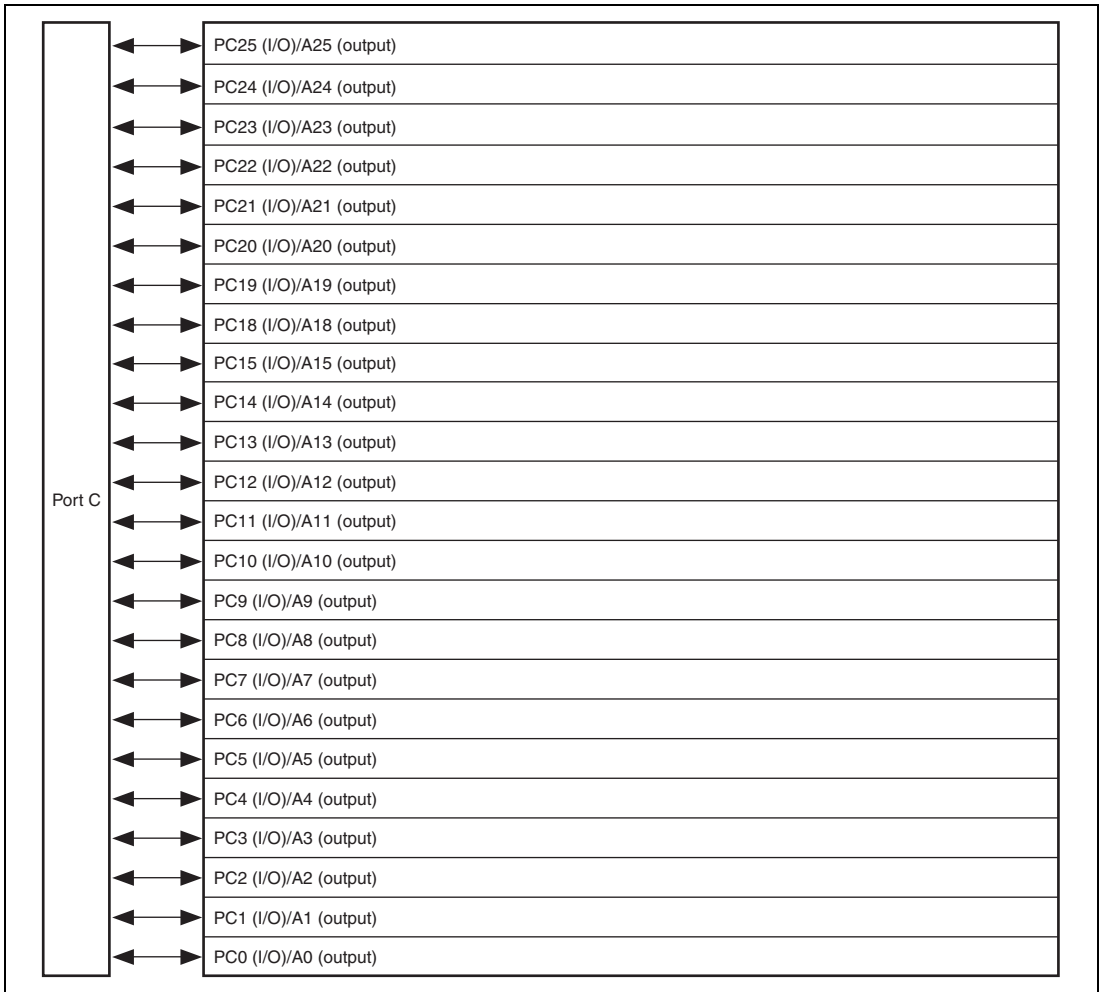 Port C
PC25 (I/O)/A25 (output)
PC24 (I/O)/A24 (output)
PC23 (I/O)/A23 (output)
PC22 (I/O)/A22 (output)
PC21 (I/O)/A21 (output)
PC20 (I/O)/A20 (output)
PC19 (I/O)/A19 (output)
PC18 (I/O)/A18 (output)
PC15 (I/O)/A15 (output)
PC14 (I/O)/A14 (output)
PC13 (I/O)/A13 (output)
PC12 (I/O)/A12 (output)
PC11 (I/O)/A11 (output)
PC10 (I/O)/A10 (output)
PC9 (I/O)/A9 (output)
PC8 (I/O)/A8 (output)
PC7 (I/O)/A7 (output)
PC6 (I/O)/A6 (output)
PC5 (I/O)/A5 (output)
PC4 (I/O)/A4 (output)
PC3 (I/O)/A3 (output)
PC2 (I/O)/A2 (output)
PC1 (I/O)/A1 (output)
PC0 (I/O)/A0 (output)